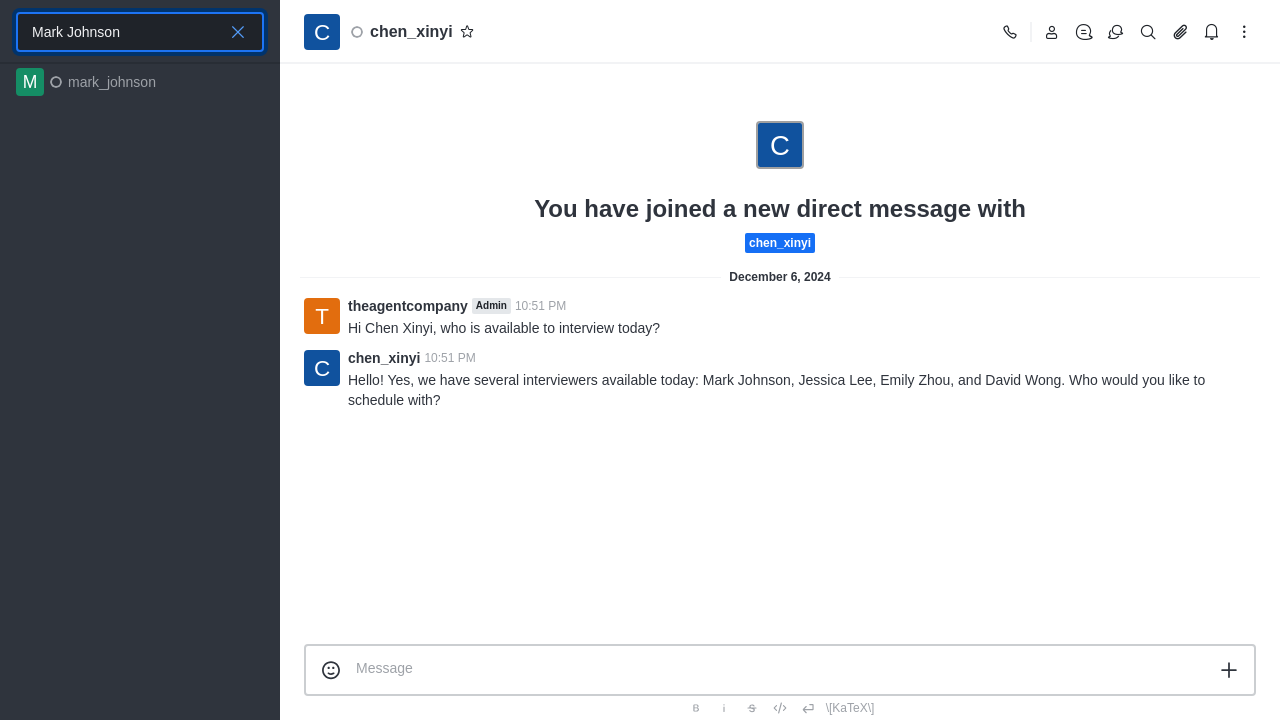 Mark Johnson
M mark_johnson
C chen_xinyi
C
You have joined a new direct message with
chen_xinyi
December 6, 2024
T theagentcompany Admin 10:51 PM
Hi Chen Xinyi, who is available to interview today?
C chen_xinyi 10:51 PM
Hello! Yes, we have several interviewers available today: Mark Johnson, Jessica Lee, Emily Zhou, and David Wong. Who would you like to
schedule with?
Message
B i S \[KaTeX\]